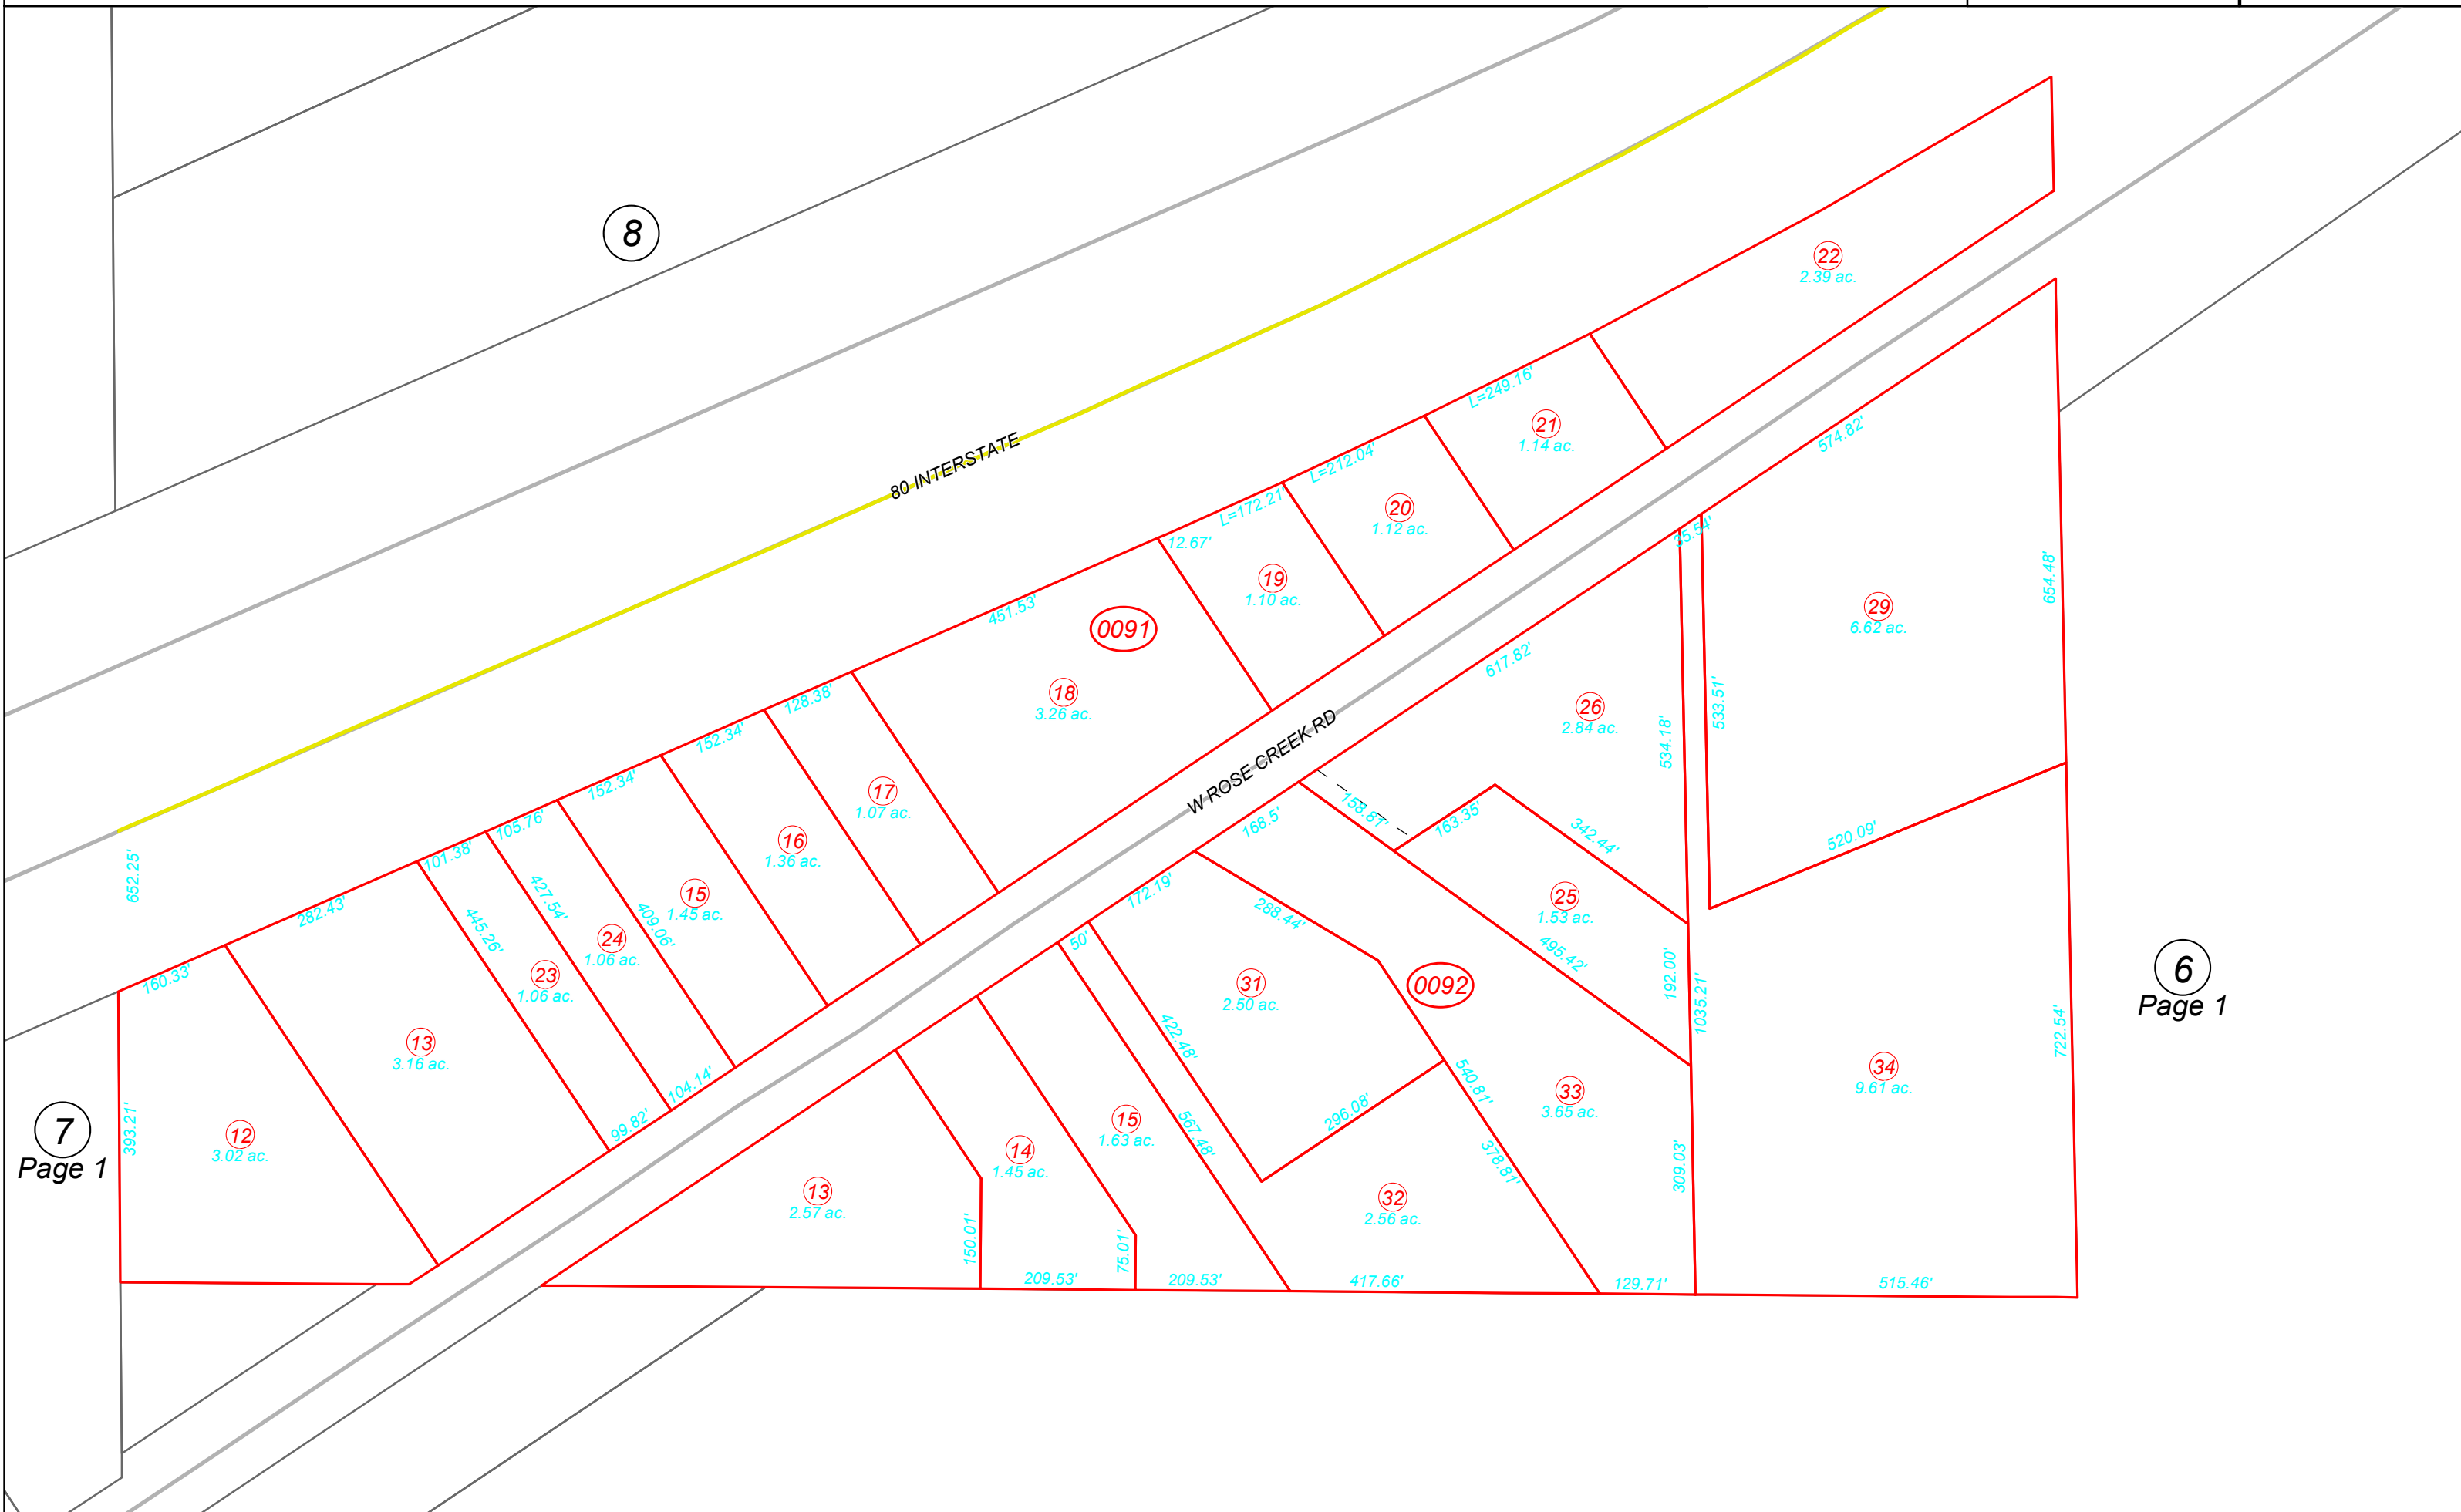 8
22
2.39 ac.
L=249.16'
21
1.14 ac.
574.82'
80 INTERSTATE
L=212.04'
L=172.21'
20
1.12 ac.
12.67'
35.54'
19
1.10 ac.
654.48'
451.53'
0091
29
6.62 ac.
617.82'
128.38'
18
3.26 ac.
533.51'
26
2.84 ac.
534.18'
152.34'
W ROSE CREEK RD
152.34'
17
1.07 ac.
158.87'
163.35'
168.5'
105.76'
16
1.36 ac.
342.44'
520.09'
101.38'
652.25'
427.54'
15
1.45 ac.
172.19'
25
1.53 ac.
282.43'
445.26'
409.06'
288.44'
24
1.06 ac.
50'
495.42'
160.33'
23
1.06 ac.
31
2.50 ac.
0092
192.00'
1035.21'
6
Page 1
13
3.16 ac.
422.48'
722.54'
104.14'
540.81'
33
3.65 ac.
34
9.61 ac.
7
Page 1
393.21'
12
3.02 ac.
99.82'
296.08'
15
1.63 ac.
567.48'
14
1.45 ac.
378.81'
309.03'
13
2.57 ac.
32
2.56 ac.
150.01'
75.01'
209.53'
209.53'
417.66'
129.71'
515.46'